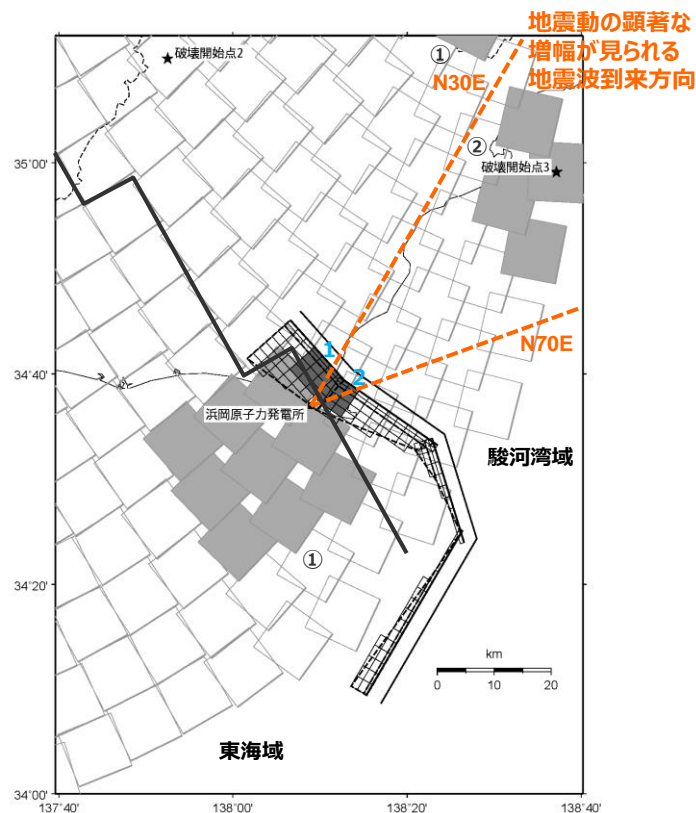 地震動の顕著な
増幅が見られる
地震波到来方向
①
★破壊開始点2
N30E
②
35°00'
破壊開始点3
1
N70E
34°40'
2
浜岡原子力発電所
駿河湾域
①
34°20'
km
0 10 20
東海域
34°00'
137°40' 138°00' 138°20' 138°40'